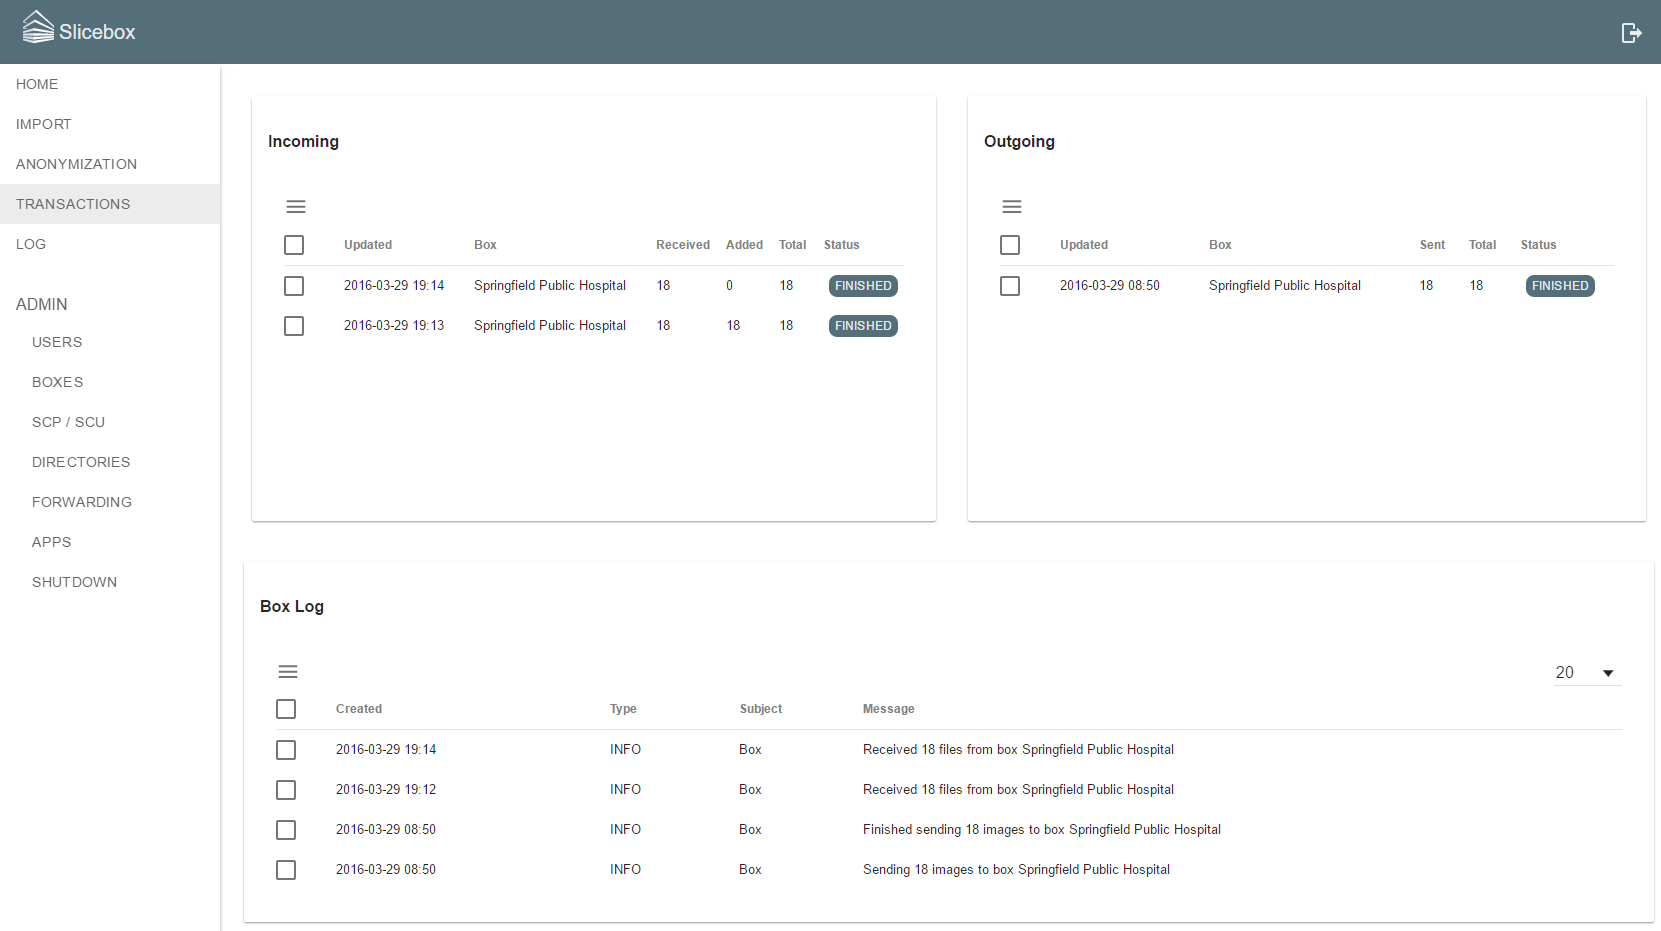 Slicebox
HOME
IMPORT
ANONYMIZATION
TRANSACTIONS
LOG
ADMIN
USERS
BOXES
SCP / SCU
DIRECTORIES
FORWARDING
APPS
SHUTDOWN
Incoming
Updated Box Received Added Total Status
2016-03-29 19:14 Springfield Public Hospital 18 0 18 FINISHED
2016-03-29 19:13 Springfield Public Hospital 18 18 18 FINISHED
Outgoing
Updated Box Sent Total Status
2016-03-29 08:50 Springfield Public Hospital 18 18 FINISHED
Box Log
20
Created Type Subject Message
2016-03-29 19:14 INFO Box Received 18 files from box Springfield Public Hospital
2016-03-29 19:12 INFO Box Received 18 files from box Springfield Public Hospital
2016-03-29 08:50 INFO Box Finished sending 18 images to box Springfield Public Hospital
2016-03-29 08:50 INFO Box Sending 18 images to box Springfield Public Hospital